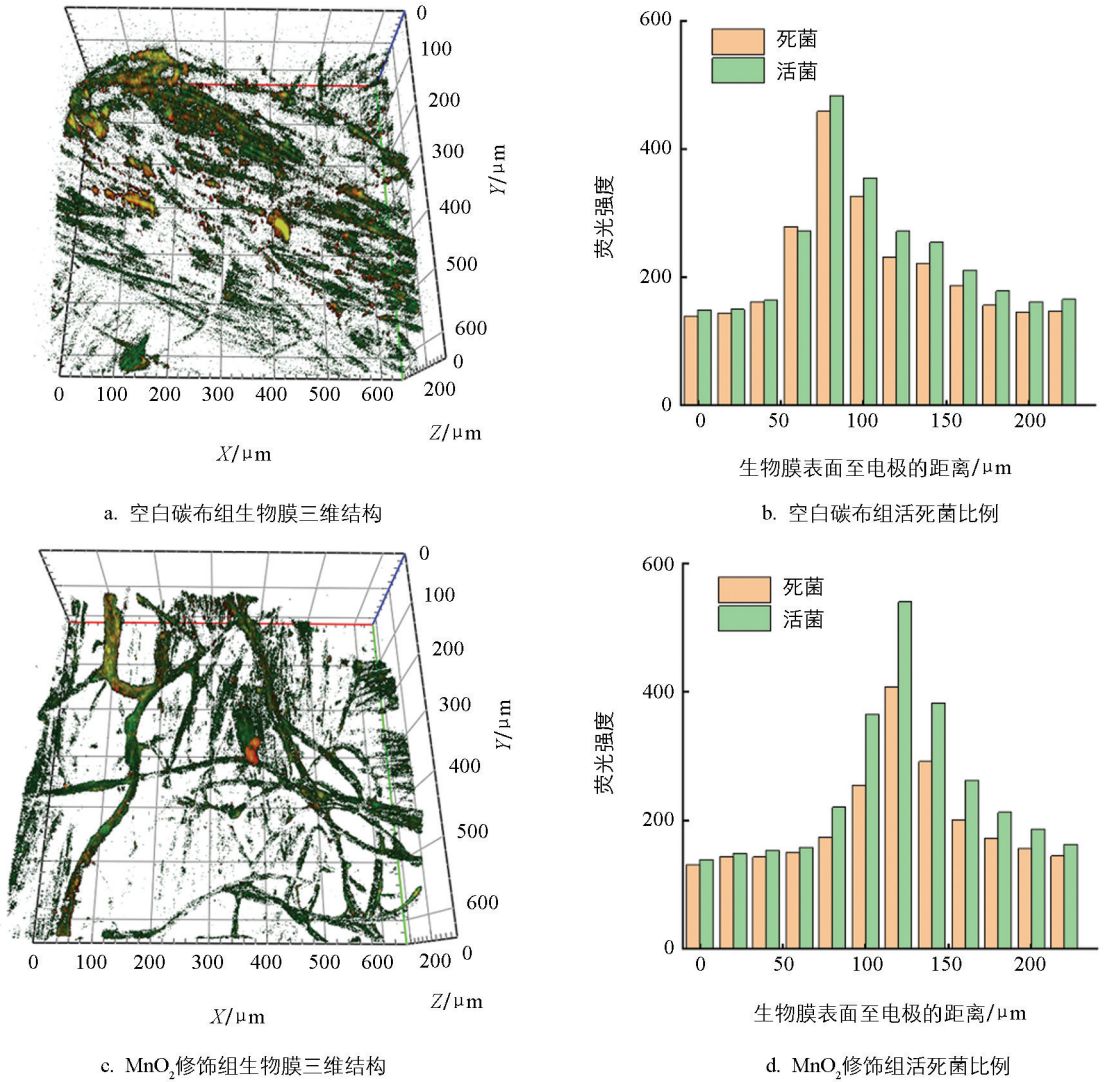 0
100
200
300
400
500
600
0
200
Y/μm
0 100 200 300 400 500 600
Z/μm
X/μm
a. 空白碳布组生物膜三维结构
600
400
200
0
荧光强度
死菌
活菌
0 50 100 150 200
生物膜表面至电极的距离/μm
b. 空白碳布组活死菌比例
0
100
200
300
400
500
600
0
200
Y/μm
0 100 200 300 400 500 600
Z/μm
X/μm
c. MnO₂修饰组生物膜三维结构
600
400
200
0
荧光强度
死菌
活菌
0 50 100 150 200
生物膜表面至电极的距离/μm
d. MnO₂修饰组活死菌比例